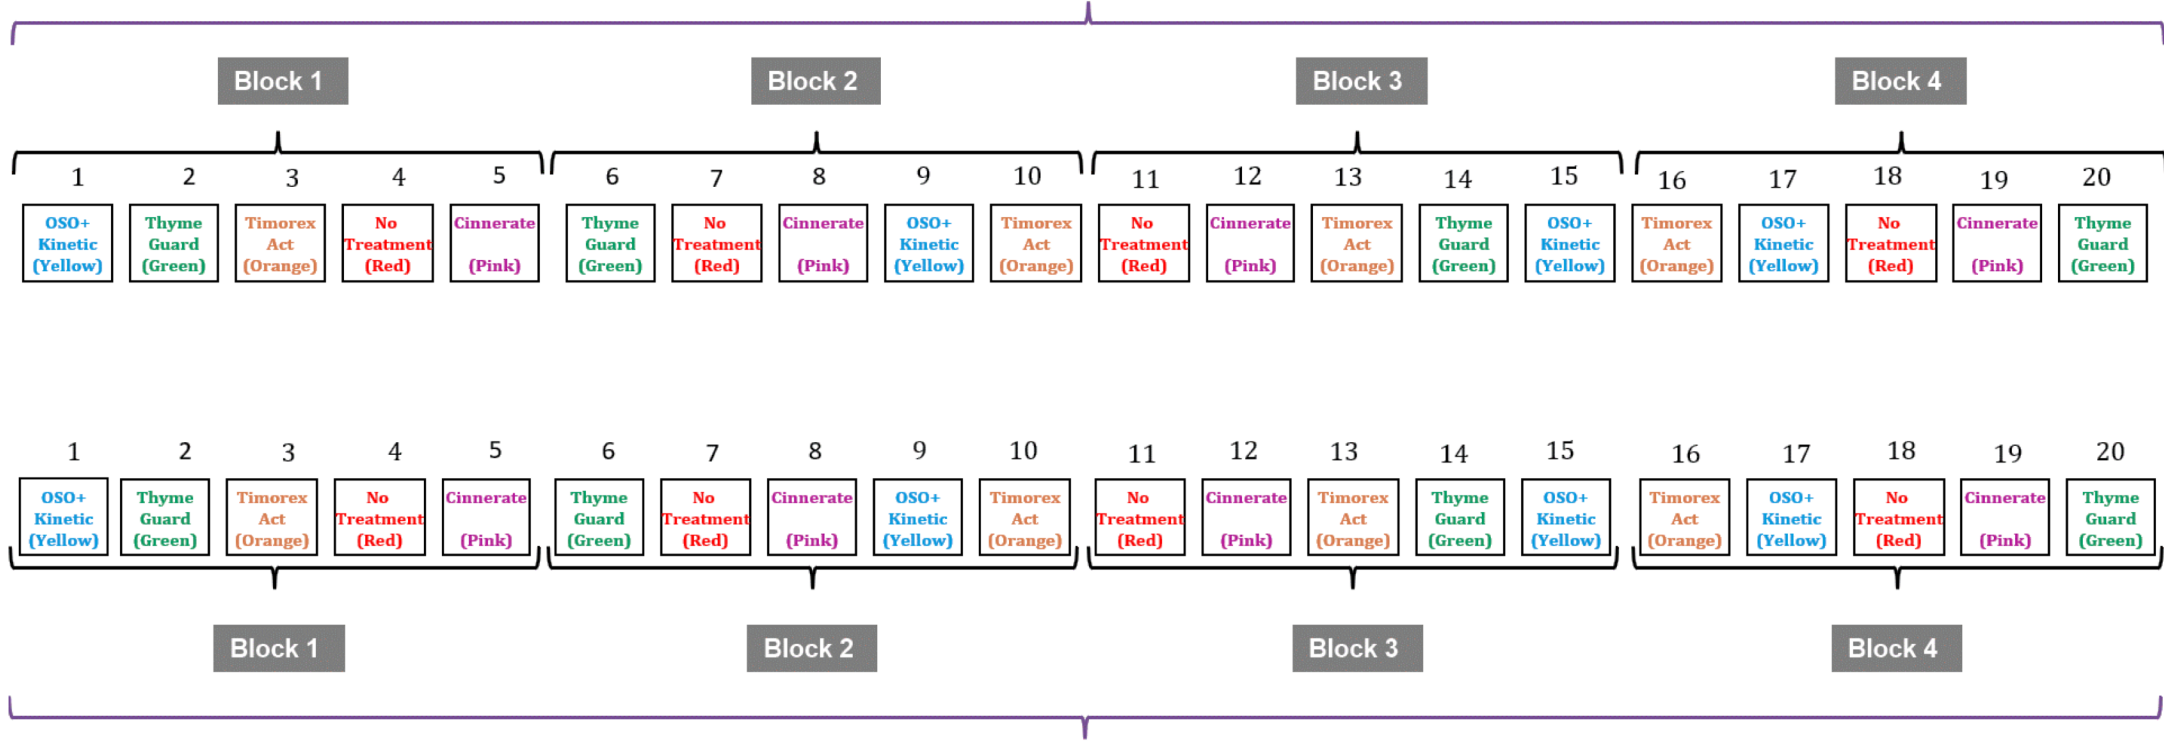 Block 1
Block 2
Block 3
Block 4
1 2 3 4 5 6 7 8 9 10 11 12 13 14 15 16 17 18 19 20
OSO+ Thyme Timorex No Cinnerate Thyme No Cinnerate OSO+ Timorex No Cinnerate Timorex Thyme OSO+ Timorex OSO+ No Cinnerate Thyme
Kinetic Guard Act Treatment Guard Treatment Kinetic Act Treatment Act Guard Kinetic Act Kinetic Treatment Guard
(Yellow) (Green) (Orange) (Red) (Pink) (Green) (Red) (Pink) (Yellow) (Orange) (Red) (Pink) (Orange) (Green) (Yellow) (Orange) (Yellow) (Red) (Pink) (Green)
1 2 3 4 5 6 7 8 9 10 11 12 13 14 15 16 17 18 19 20
OSO+ Thyme Timorex No Cinnerate Thyme No Cinnerate OSO+ Timorex No Cinnerate Timorex Thyme OSO+ Timorex OSO+ No Cinnerate Thyme
Kinetic Guard Act Treatment Guard Treatment Kinetic Act Treatment Act Guard Kinetic Act Kinetic Treatment Guard
(Yellow) (Green) (Orange) (Red) (Pink) (Green) (Red) (Pink) (Yellow) (Orange) (Red) (Pink) (Orange) (Green) (Yellow) (Orange) (Yellow) (Red) (Pink) (Green)
Block 1
Block 2
Block 3
Block 4